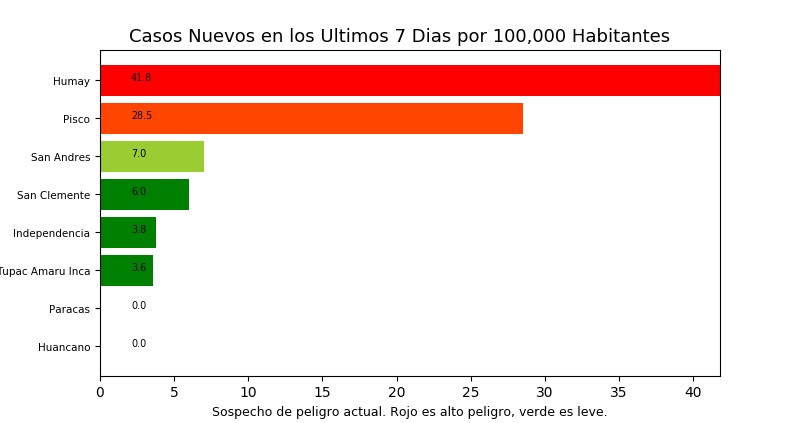 Casos Nuevos en los Ultimos 7 Dias por 100,000 Habitantes
Humay 41.8
Pisco 28.5
San Andres 7.0
San Clemente 6.0
Independencia 3.8
Tupac Amaru Inca 3.6
Paracas 0.0
Huancano 0.0
0 5 10 15 20 25 30 35 40
Sospecho de peligro actual. Rojo es alto peligro, verde es leve.